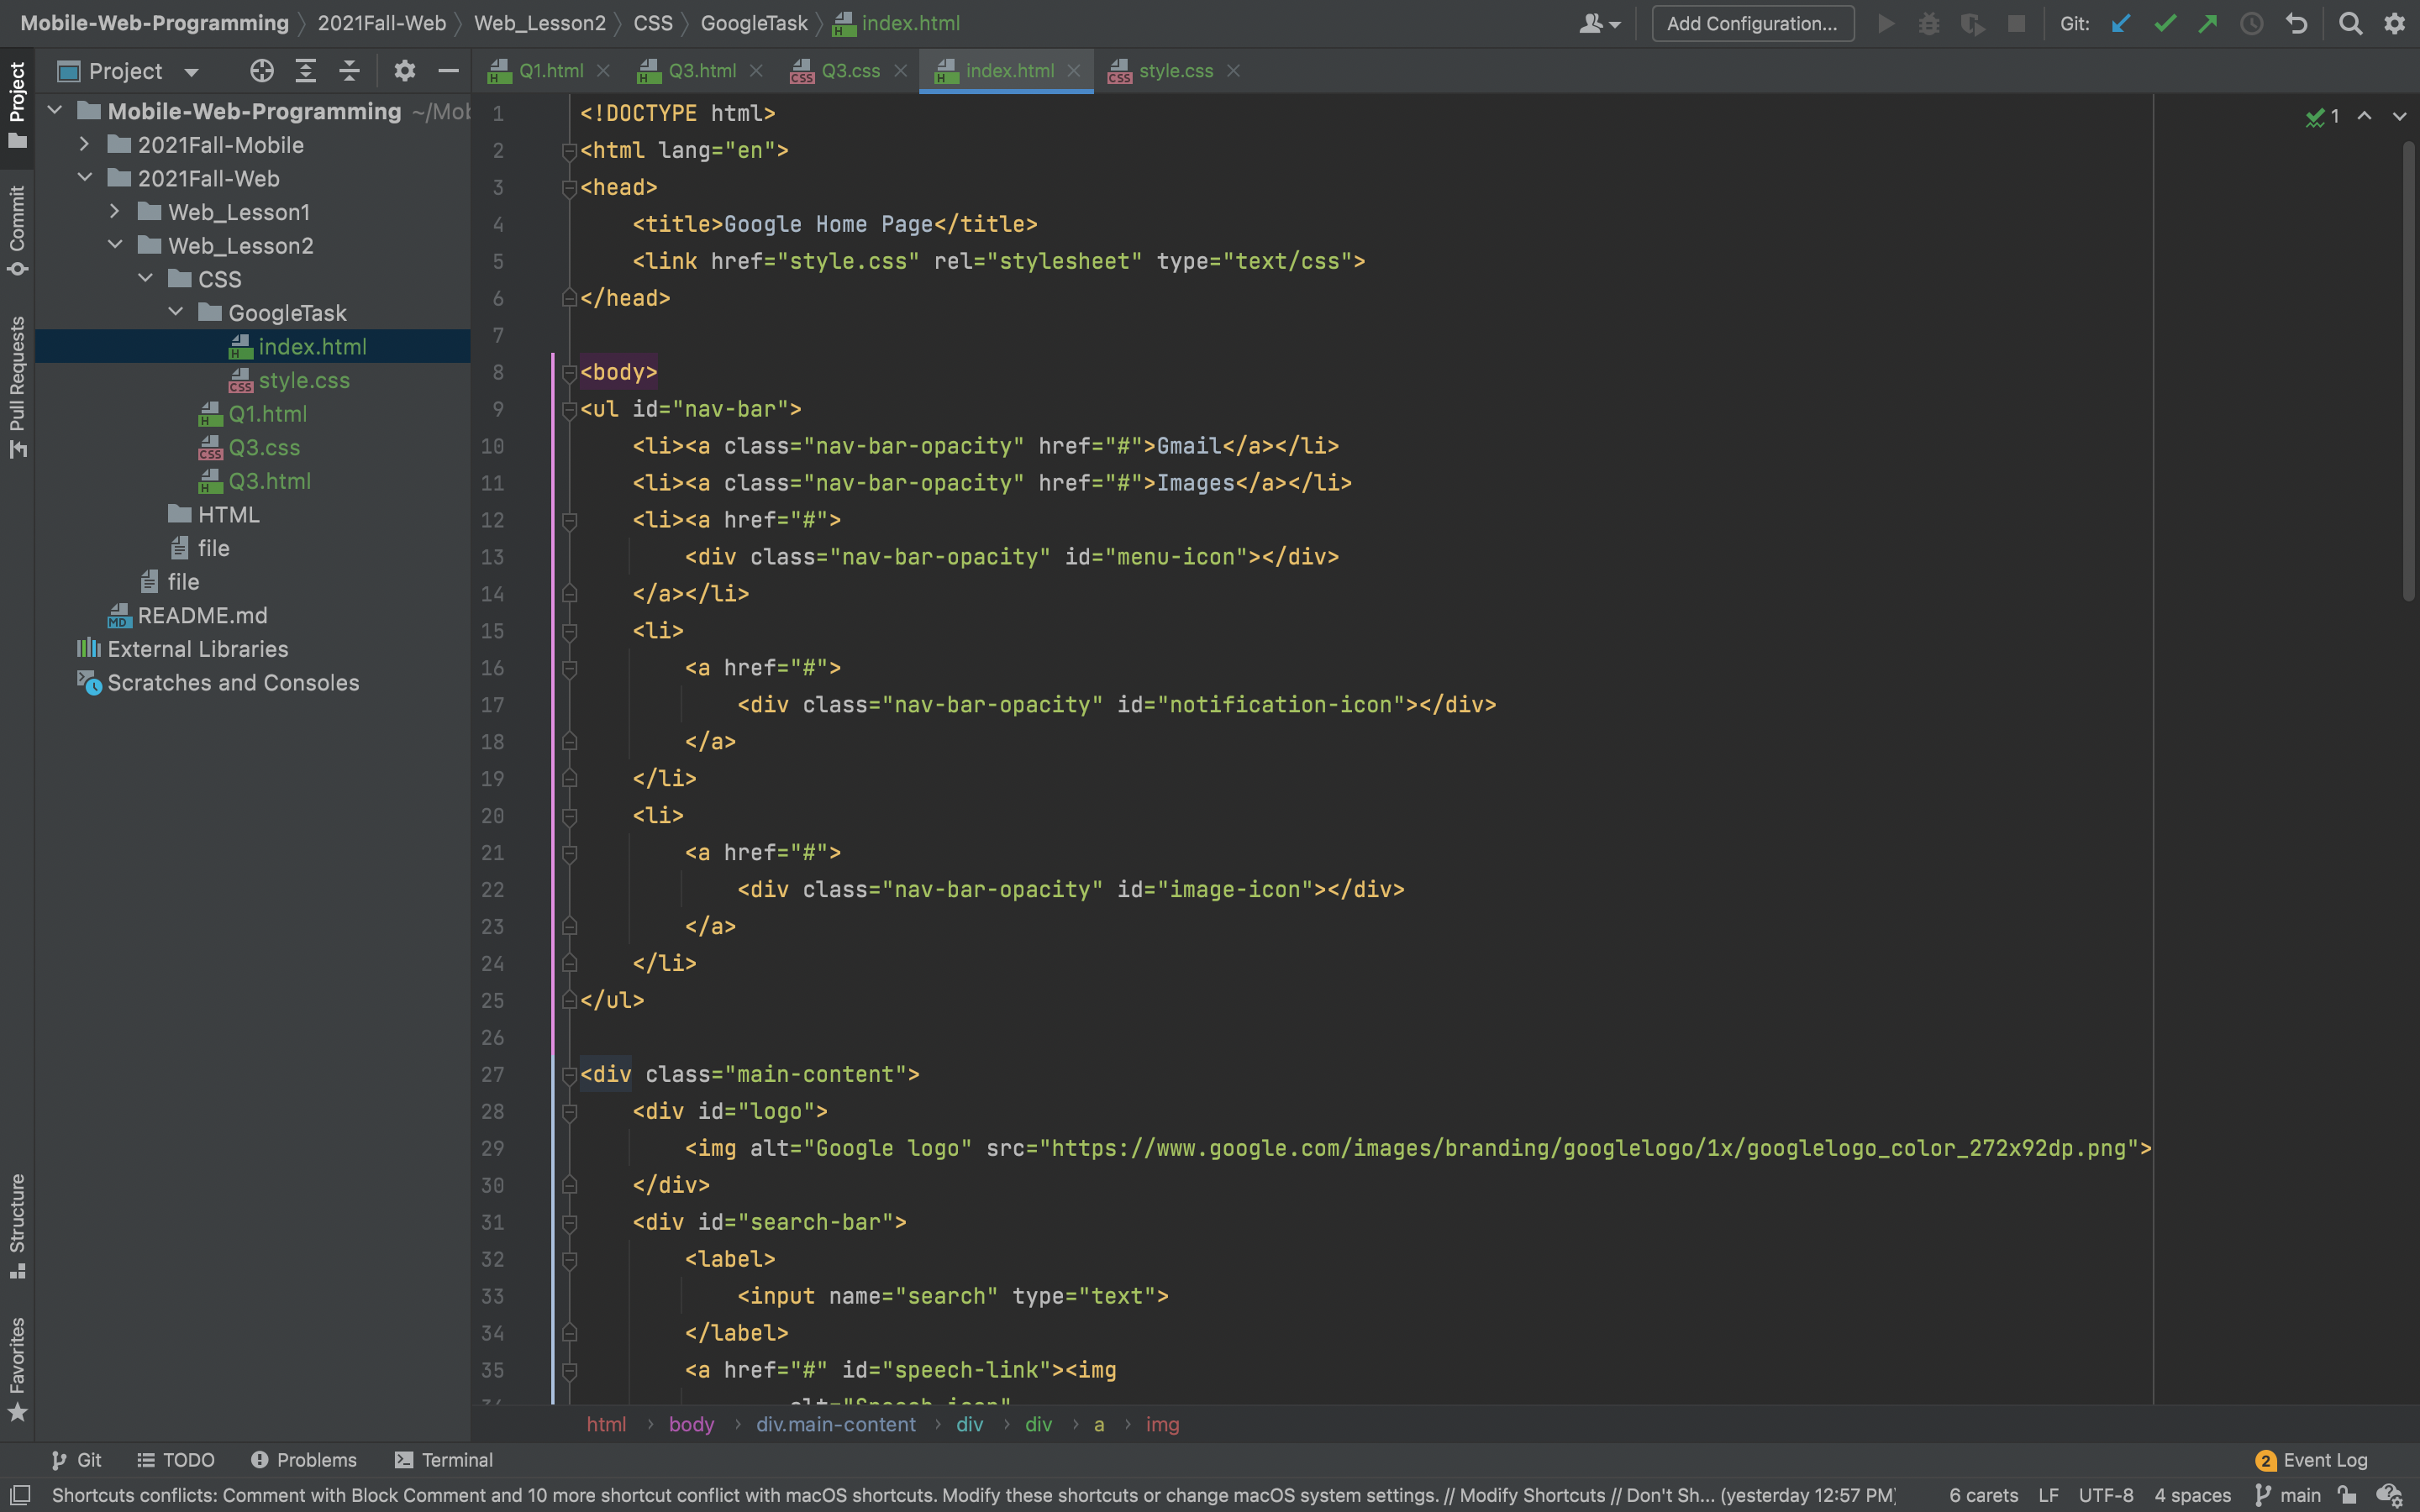 Mobile-Web-Programming 2021Fall-Web Web_Lesson2 CSS GoogleTask index.html Add Configuration... Git:
Project Q1.html Q3.html Q3.css index.html style.css
Project
Commit
Pull Requests
Structure
Favorites
Mobile-Web-Programming ~/Mob
2021Fall-Mobile
2021Fall-Web
Web_Lesson1
Web_Lesson2
CSS
GoogleTask
index.html
style.css
Q1.html
Q3.css
Q3.html
HTML
file
file
README.md
External Libraries
Scratches and Consoles
1
1 <!DOCTYPE html>
2 <html lang="en">
3 <head>
4 <title>Google Home Page</title>
5 <link href="style.css" rel="stylesheet" type="text/css">
6 </head>
7
8 <body>
9 <ul id="nav-bar">
10 <li><a class="nav-bar-opacity" href="#">Gmail</a></li>
11 <li><a class="nav-bar-opacity" href="#">Images</a></li>
12 <li><a href="#">
13 <div class="nav-bar-opacity" id="menu-icon"></div>
14 </a></li>
15 <li>
16 <a href="#">
17 <div class="nav-bar-opacity" id="notification-icon"></div>
18 </a>
19 </li>
20 <li>
21 <a href="#">
22 <div class="nav-bar-opacity" id="image-icon"></div>
23 </a>
24 </li>
25 </ul>
26
27 <div class="main-content">
28 <div id="logo">
29 <img alt="Google logo" src="https://www.google.com/images/branding/googlelogo/1x/googlelogo_color_272x92dp.png">
30 </div>
31 <div id="search-bar">
32 <label>
33 <input name="search" type="text">
34 </label>
35 <a href="#" id="speech-link"><img
html body div.main-content div div a img
Git TODO Problems Terminal 2 Event Log
Shortcuts conflicts: Comment with Block Comment and 10 more shortcut conflict with macOS shortcuts. Modify these shortcuts or change macOS system settings. // Modify Shortcuts // Don't Sh... (yesterday 12:57 PM) 6 carets LF UTF-8 4 spaces main